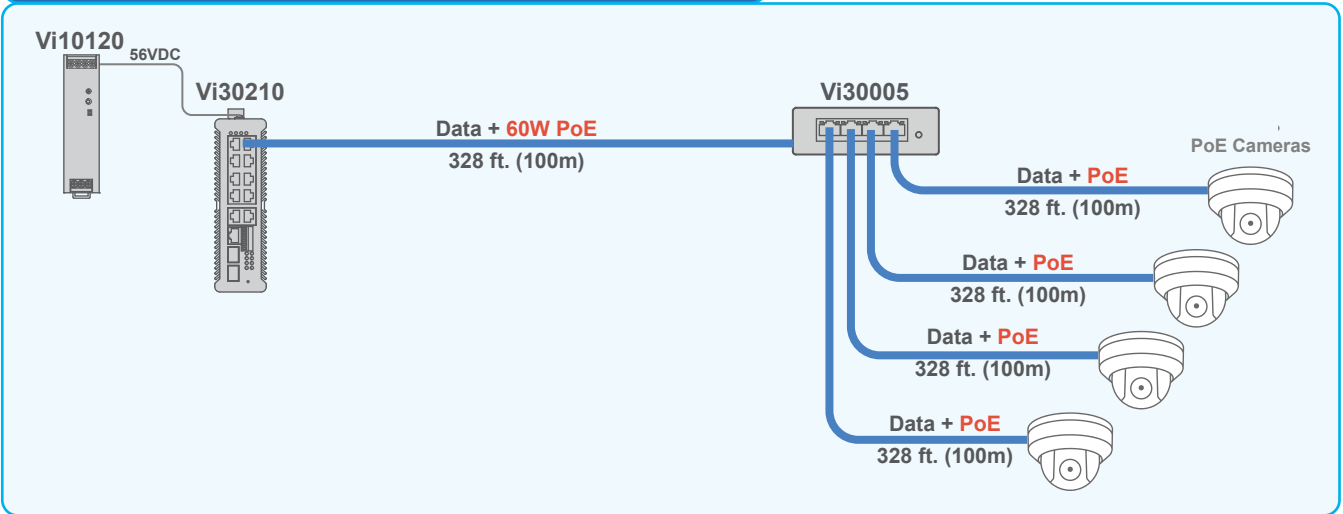 Vi10120
56VDC
Vi30210
Data + 60W PoE
328 ft. (100m)
Vi30005
PoE Cameras
Data + PoE
328 ft. (100m)
Data + PoE
328 ft. (100m)
Data + PoE
328 ft. (100m)
Data + PoE
328 ft. (100m)